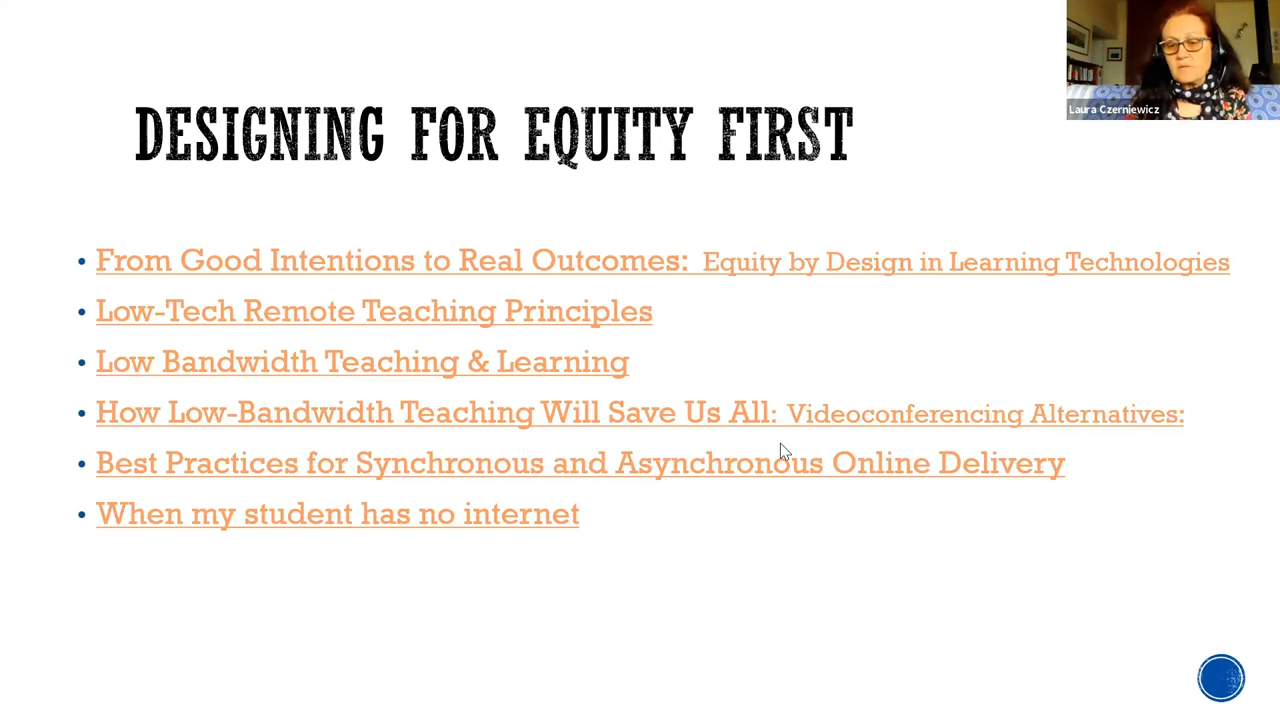 Laura Czerniewicz
DESIGNING FOR EQUITY FIRST
• From Good Intentions to Real Outcomes: Equity by Design in Learning Technologies
• Low-Tech Remote Teaching Principles
• Low Bandwidth Teaching & Learning
• How Low-Bandwidth Teaching Will Save Us All: Videoconferencing Alternatives:
• Best Practices for Synchronous and Asynchronous Online Delivery
• When my student has no internet